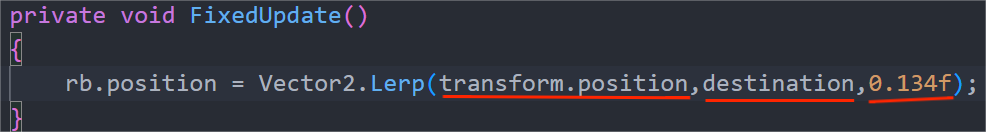 private void FixedUpdate()
{
    rb.position = Vector2.Lerp(transform.position,destination,0.134f);
}